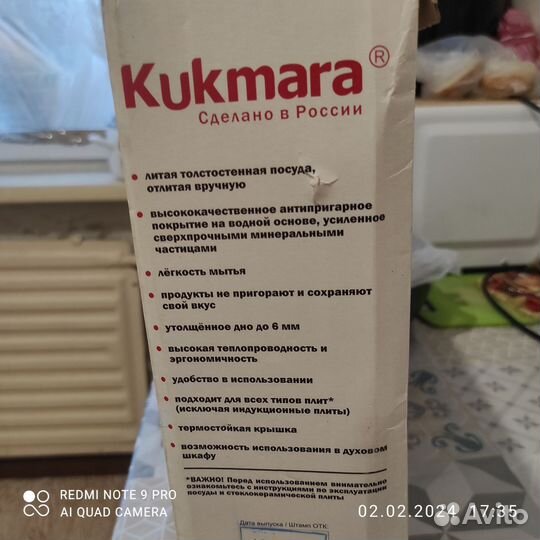 Kukmara®
Сделано в России
• литая толстостенная посуда,
отлитая вручную
• высококачественное антипригарное
покрытие на водной основе, усиленное
сверхпрочными минеральными
частицами
• лёгкость мытья
• продукты не пригорают и сохраняют
свой вкус
• утолщённое дно до 6 мм
• высокая теплопроводность и
эргономичность
• удобство в использовании
• подходит для всех типов плит*
(исключая индукционные плиты)
• термостойкая крышка
• возможность использования в духовом
шкафу
*ВАЖНО! Перед использованием внимательно
ознакомьтесь с инструкциями по эксплуатации
посуды и стеклокерамической плиты
Дата выпуска / Штамп ОТК:
REDMI NOTE 9 PRO
AI QUAD CAMERA
02.02.2024 17:35
Avito